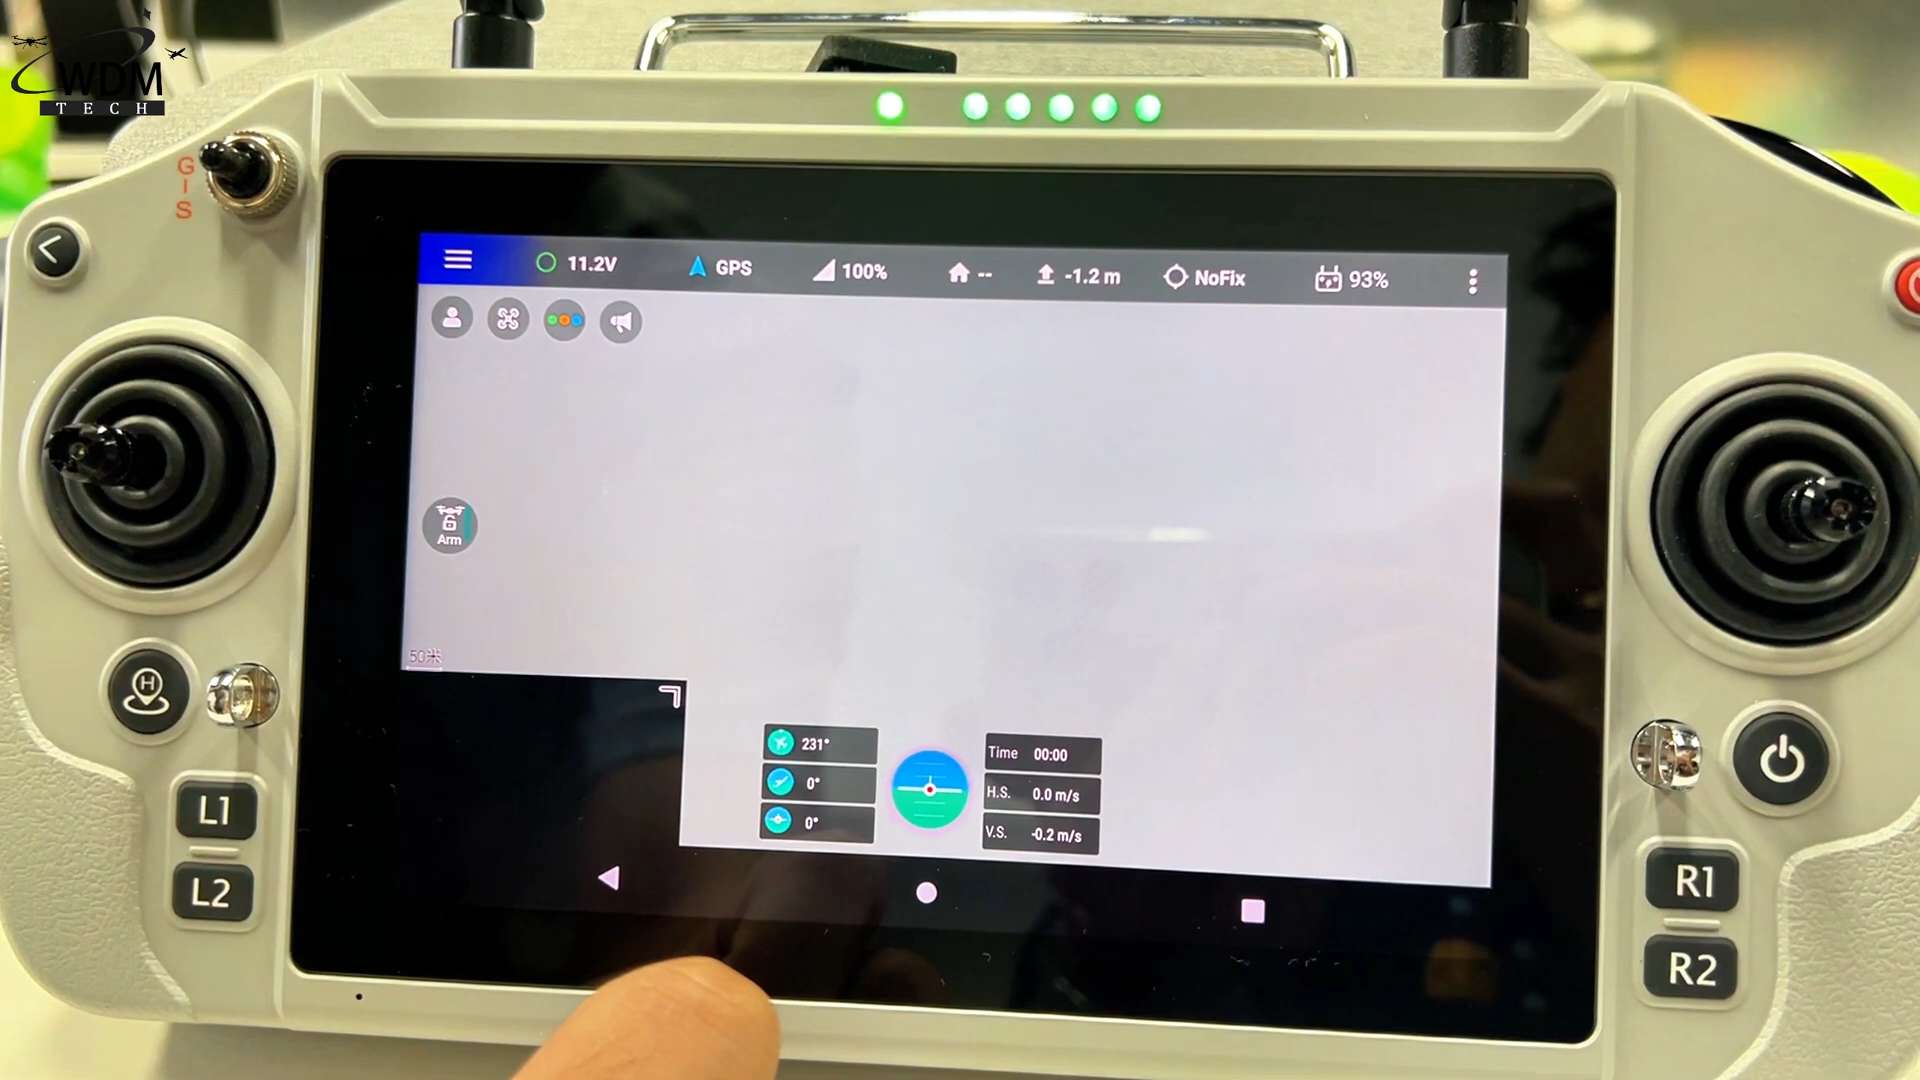 WDM
TECH
G
I
S
11.2V
GPS
100%
--
-1.2 m
NoFix
93%
Arm
50米
231°
0°
0°
Time 00:00
H.S. 0.0 m/s
V.S. -0.2 m/s
H
L1
L2
R1
R2